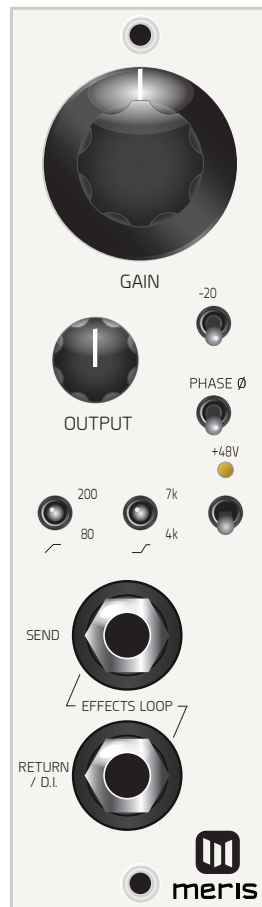 GAIN
-20
OUTPUT
PHASE Ø
+48V
200
80
7k
4k
SEND
EFFECTS LOOP
RETURN
/ D.I.
meris